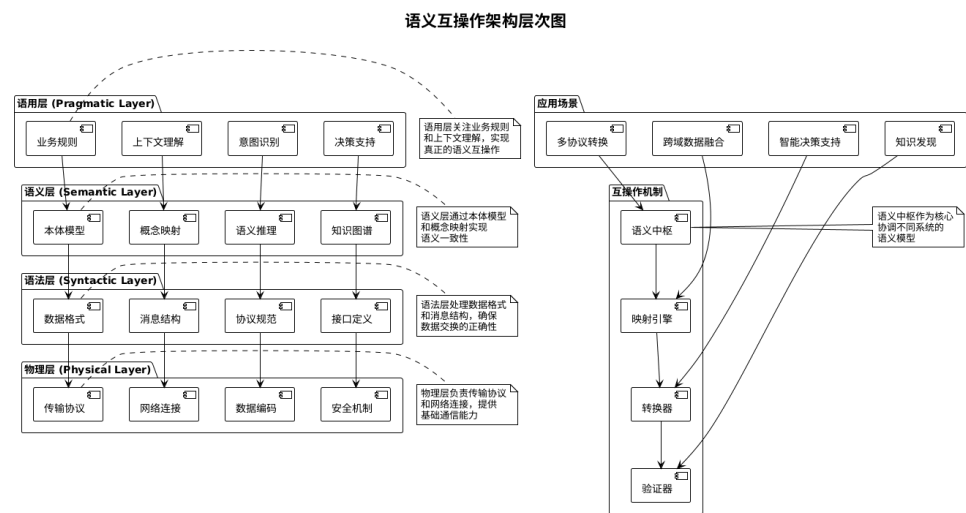 语义互操作架构层次图
语用层 (Pragmatic Layer)
业务规则
上下文理解
意图识别
决策支持
语用层关注业务规则
和上下文理解，实现
真正的语义互操作
语义层 (Semantic Layer)
本体模型
概念映射
语义推理
知识图谱
语义层通过本体模型
和概念映射实现
语义一致性
语法层 (Syntactic Layer)
数据格式
消息结构
协议规范
接口定义
语法层处理数据格式
和消息结构，确保
数据交换的正确性
物理层 (Physical Layer)
传输协议
网络连接
数据编码
安全机制
物理层负责传输协议
和网络连接，提供
基础通信能力
应用场景
多协议转换
跨域数据融合
智能决策支持
知识发现
互操作机制
语义中枢
语义中枢作为核心
协调不同系统的
语义模型
映射引擎
转换器
验证器